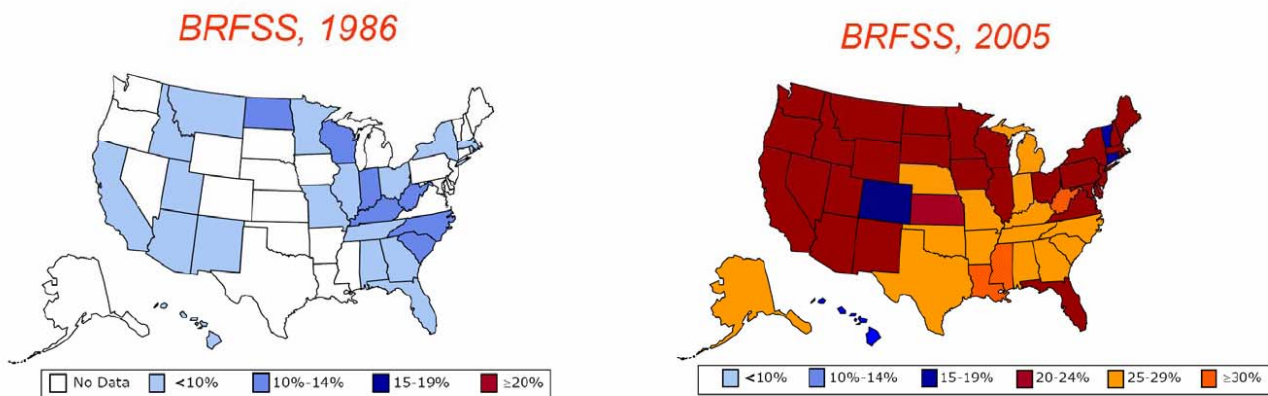 BRFSS, 1986
No Data <10% 10%-14% 15-19% ≥20%
BRFSS, 2005
<10% 10%-14% 15-19% 20-24% 25-29% ≥30%